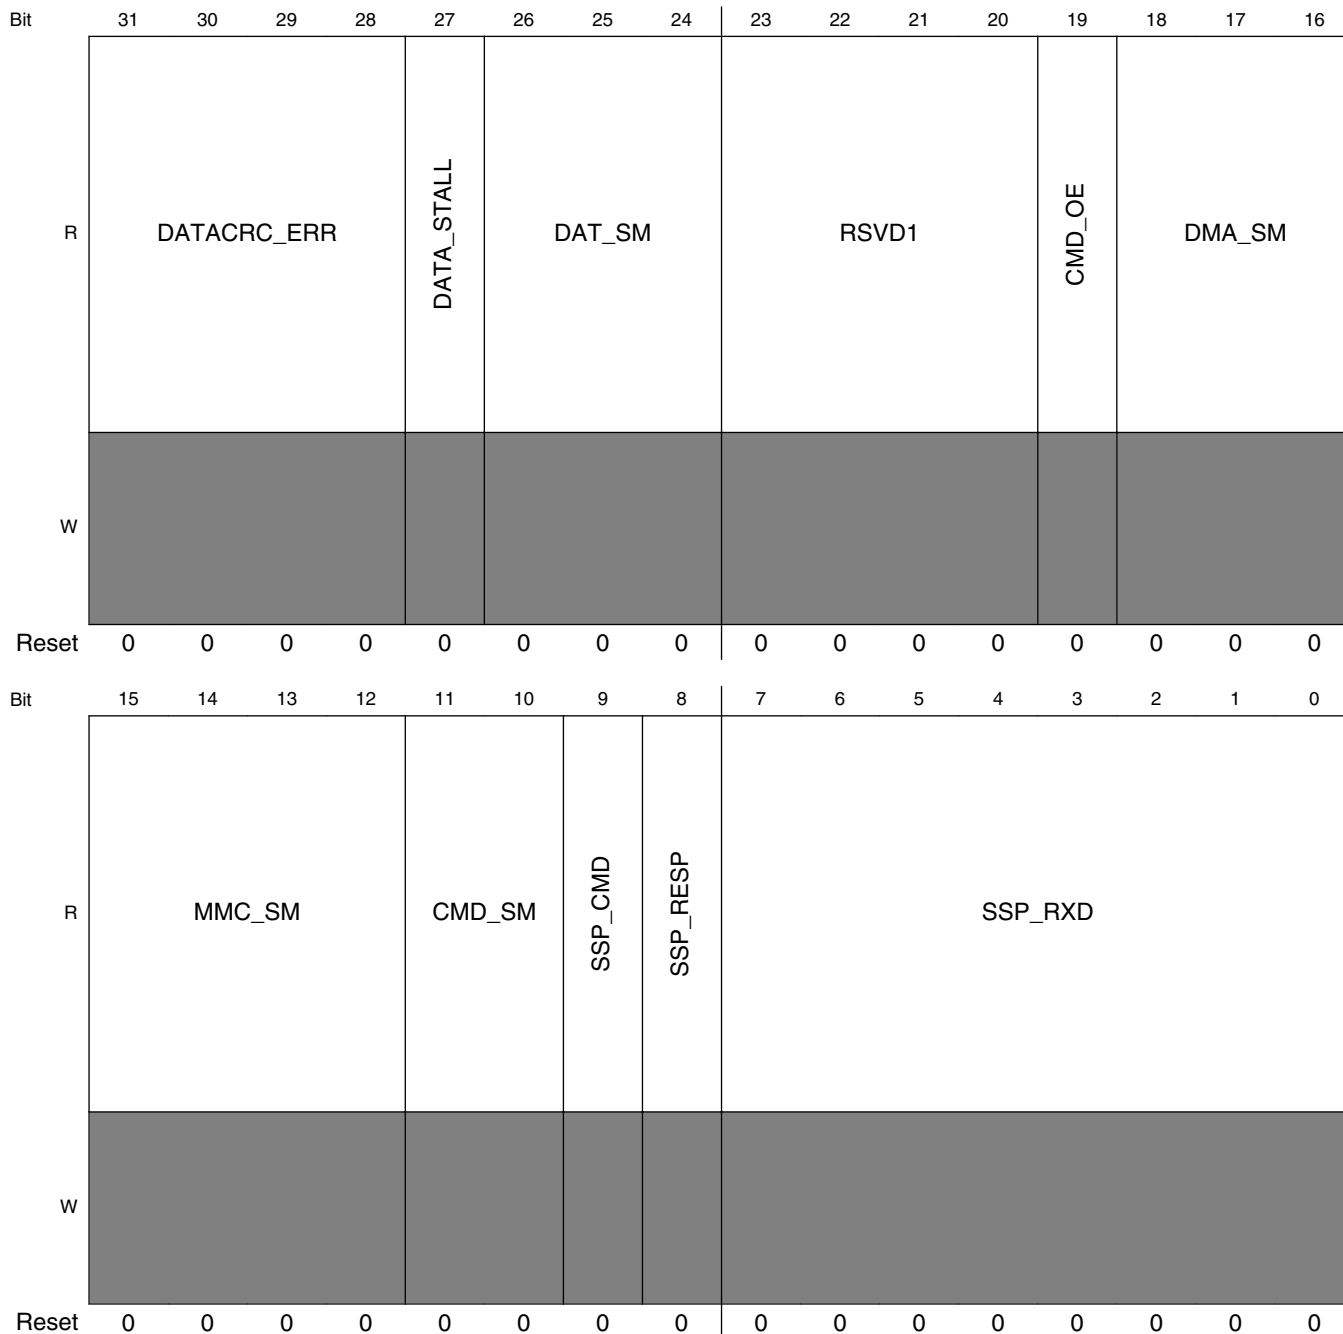 Bit 31 30 29 28 27 26 25 24 23 22 21 20 19 18 17 16
R DATACRC_ERR DATA_STALL DAT_SM RSVD1 CMD_OE DMA_SM
W
Reset 0 0 0 0 0 0 0 0 0 0 0 0 0 0 0 0
Bit 15 14 13 12 11 10 9 8 7 6 5 4 3 2 1 0
R MMC_SM CMD_SM SSP_CMD SSP_RESP SSP_RXD
W
Reset 0 0 0 0 0 0 0 0 0 0 0 0 0 0 0 0